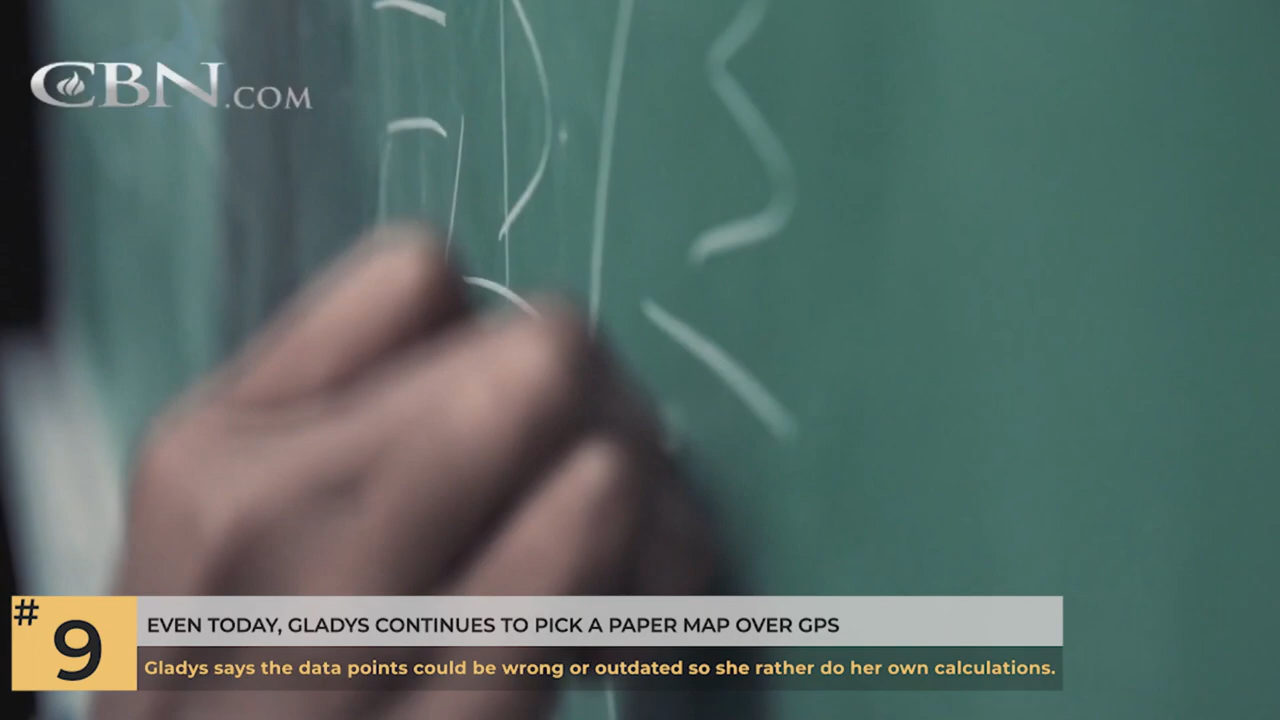 CBN.COM
#9
EVEN TODAY, GLADYS CONTINUES TO PICK A PAPER MAP OVER GPS
Gladys says the data points could be wrong or outdated so she rather do her own calculations.